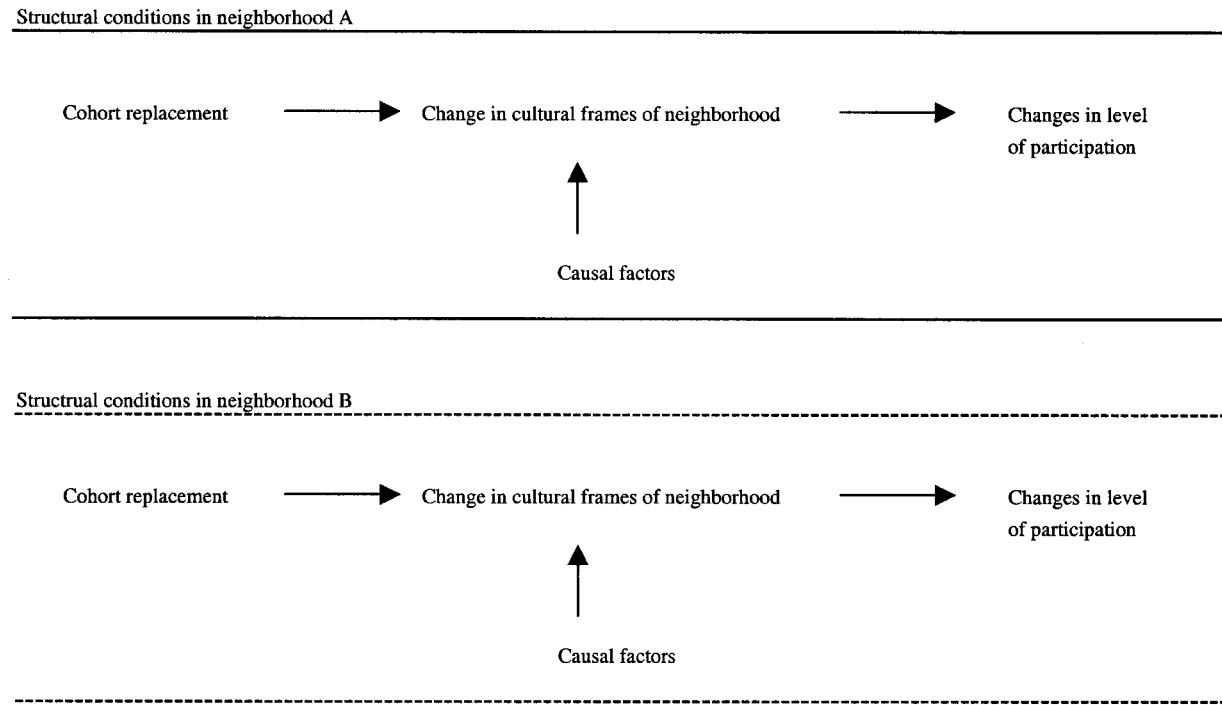 Structural conditions in neighborhood A
Cohort replacement
Change in cultural frames of neighborhood
Changes in level
of participation
Causal factors
Structrual conditions in neighborhood B
Cohort replacement
Change in cultural frames of neighborhood
Changes in level
of participation
Causal factors